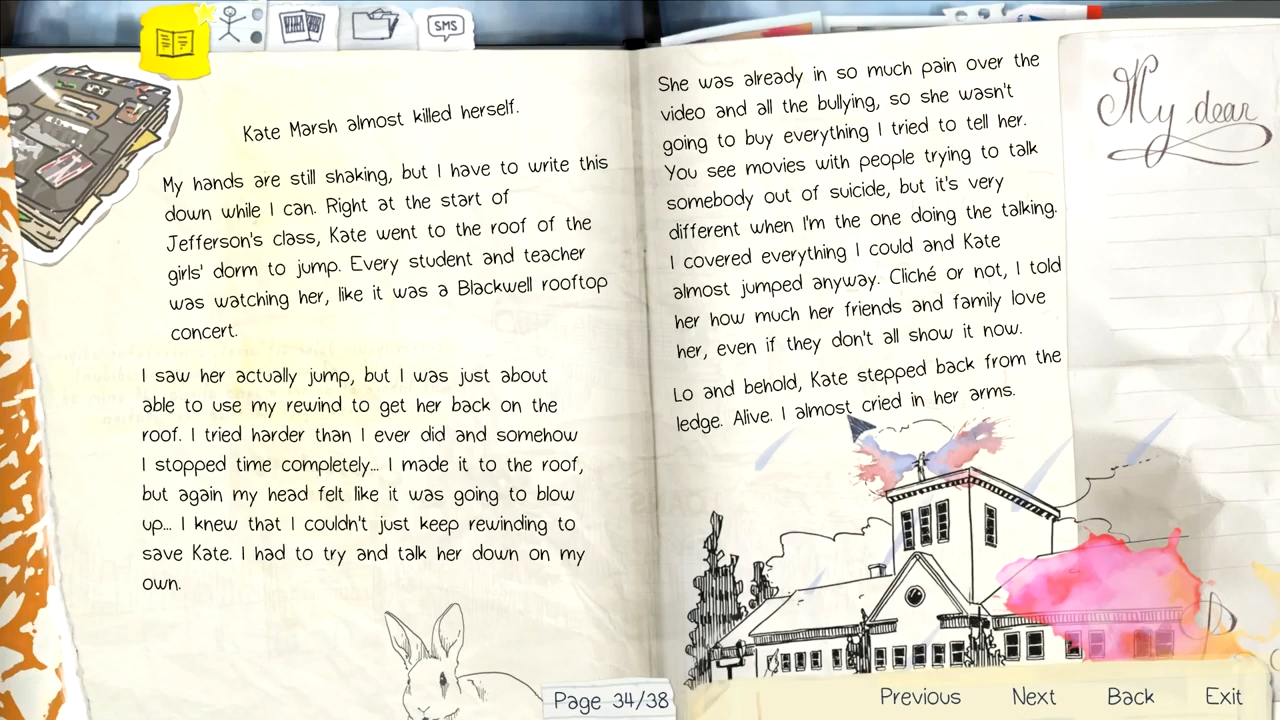 SMS
Kate Marsh almost killed herself.
My hands are still shaking, but I have to write this
down while I can. Right at the start of
Jefferson's class, Kate went to the roof of the
girls' dorm to jump. Every student and teacher
was watching her, like it was a Blackwell rooftop
concert.
I saw her actually jump, but I was just about
able to use my rewind to get her back on the
roof. I tried harder than I ever did and somehow
I stopped time completely... I made it to the roof,
but again my head felt like it was going to blow
up... I knew that I couldn't just keep rewinding to
save Kate. I had to try and talk her down on my
own.
She was already in so much pain over the
video and all the bullying, so she wasn't
going to buy everything I tried to tell her.
You see movies with people trying to talk
somebody out of suicide, but it's very
different when I'm the one doing the talking.
I covered everything I could and Kate
almost jumped anyway. Cliché or not, I told
her how much her friends and family love
her, even if they don't all show it now.
Lo and behold, Kate stepped back from the
ledge. Alive. I almost cried in her arms.
My dear
Page 34/38
Previous
Next
Back
Exit